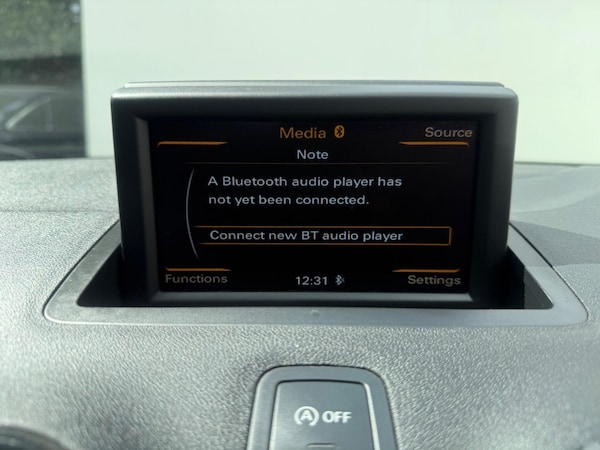 Media
Source
Note
A Bluetooth audio player has
not yet been connected.
Connect new BT audio player
Functions
12:31
Settings
A OFF